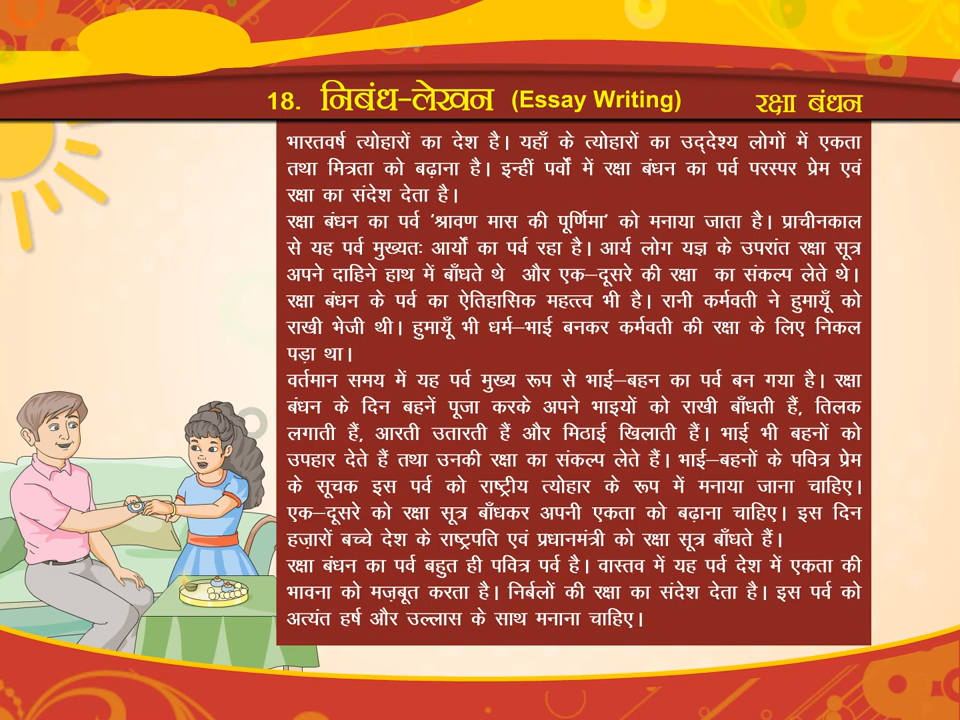 18. निबंध-लेखन (Essay Writing) रक्षा बंधन
भारतवर्ष त्योहारों का देश है। यहाँ के त्योहारों का उद्देश्य लोगों में एकता
तथा मित्रता को बढ़ाना है। इन्हीं पर्वों में रक्षा बंधन का पर्व परस्पर प्रेम एवं
रक्षा का संदेश देता है।
रक्षा बंधन का पर्व 'श्रावण मास की पूर्णिमा' को मनाया जाता है। प्राचीनकाल
से यह पर्व मुख्यतः आर्यों का पर्व रहा है। आर्य लोग यज्ञ के उपरांत रक्षा सूत्र
अपने दाहिने हाथ में बाँधते थे और एक–दूसरे की रक्षा का संकल्प लेते थे।
रक्षा बंधन के पर्व का ऐतिहासिक महत्त्व भी है। रानी कर्मवती ने हुमायूँ को
राखी भेजी थी। हुमायूँ भी धर्म–भाई बनकर कर्मवती की रक्षा के लिए निकल
पड़ा था।
वर्तमान समय में यह पर्व मुख्य रूप से भाई–बहन का पर्व बन गया है। रक्षा
बंधन के दिन बहनें पूजा करके अपने भाइयों को राखी बाँधती हैं, तिलक
लगाती हैं, आरती उतारती हैं और मिठाई खिलाती हैं। भाई भी बहनों को
उपहार देते हैं तथा उनकी रक्षा का संकल्प लेते हैं। भाई–बहनों के पवित्र प्रेम
के सूचक इस पर्व को राष्ट्रीय त्योहार के रूप में मनाया जाना चाहिए।
एक–दूसरे को रक्षा सूत्र बाँधकर अपनी एकता को बढ़ाना चाहिए। इस दिन
हज़ारों बच्चे देश के राष्ट्रपति एवं प्रधानमंत्री को रक्षा सूत्र बाँधते हैं।
रक्षा बंधन का पर्व बहुत ही पवित्र पर्व है। वास्तव में यह पर्व देश में एकता की
भावना को मज़बूत करता है। निर्बलों की रक्षा का संदेश देता है। इस पर्व को
अत्यंत हर्ष और उल्लास के साथ मनाना चाहिए।